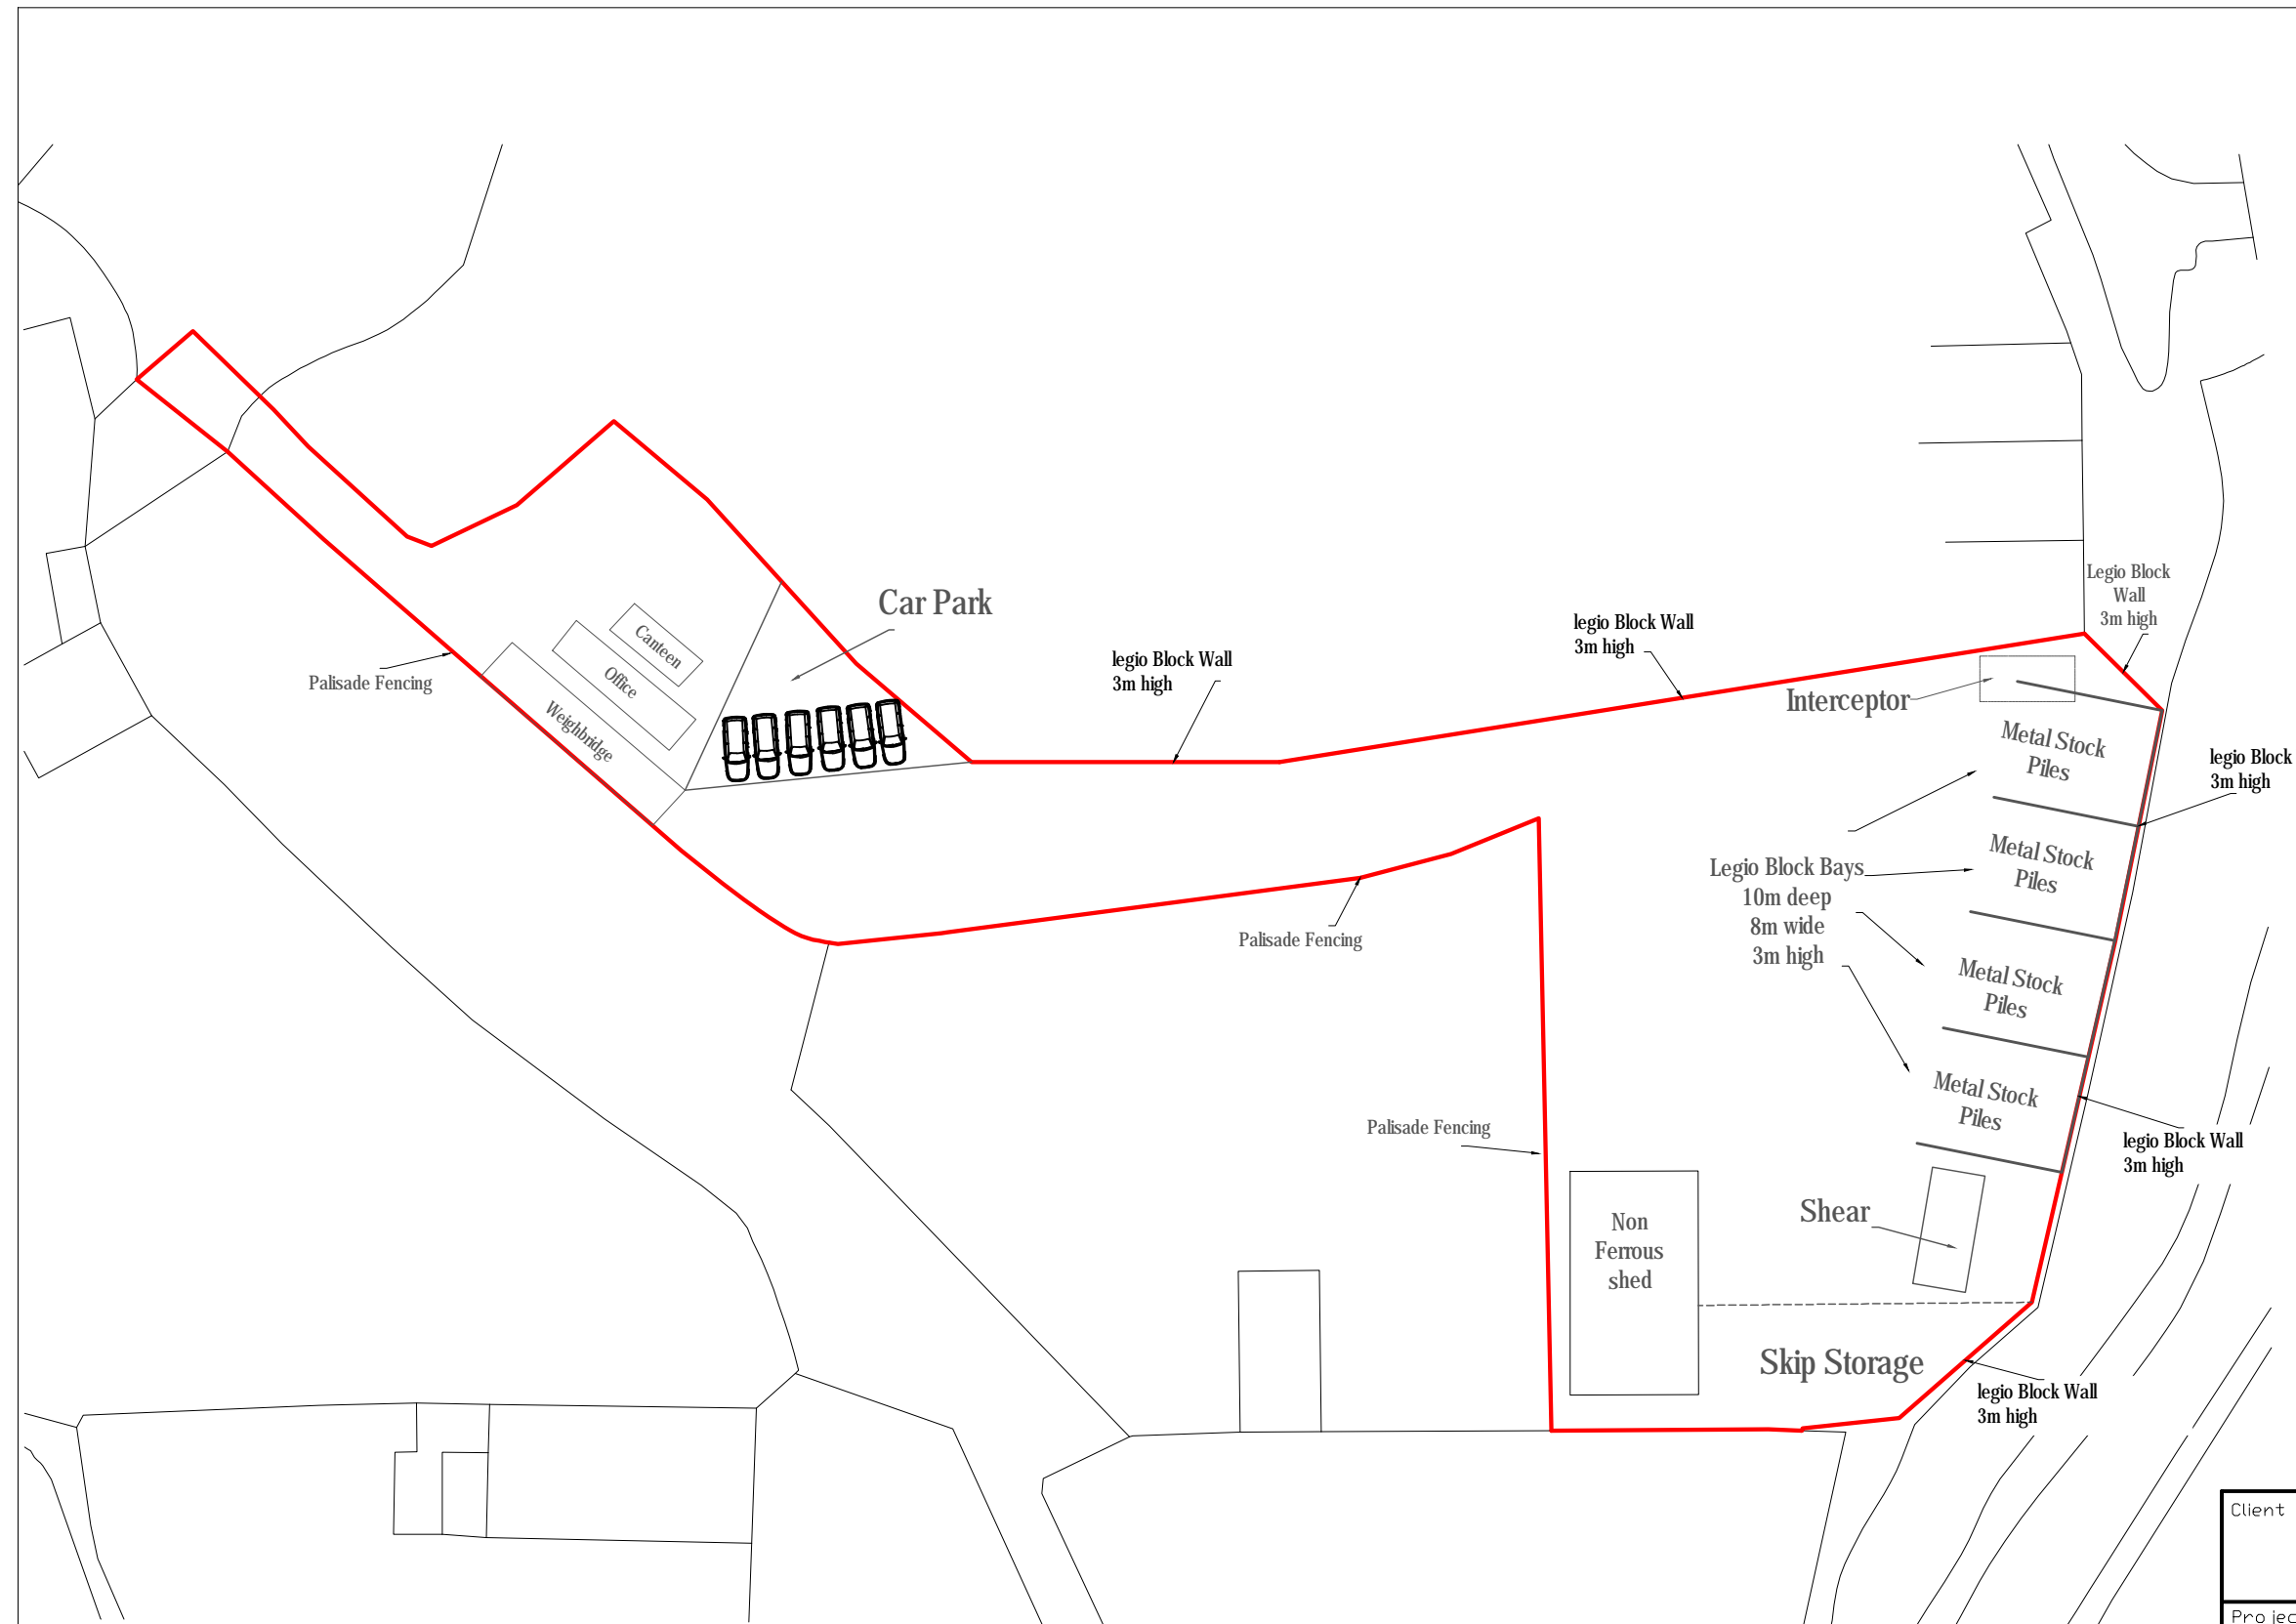 Legio Block
Wall
3m high
Car Park
legio Block Wall
3m high
Canteen
Office
Weighbridge
Palisade Fencing
legio Block Wall
3m high
Interceptor
Metal Stock
Piles
legio Block
3m high
Metal Stock
Piles
Legio Block Bays
10m deep
8m wide
3m high
Palisade Fencing
Metal Stock
Piles
Metal Stock
Piles
Palisade Fencing
legio Block Wall
3m high
Non
Ferrous
shed
Shear
Skip Storage
legio Block Wall
3m high
Client
Projec